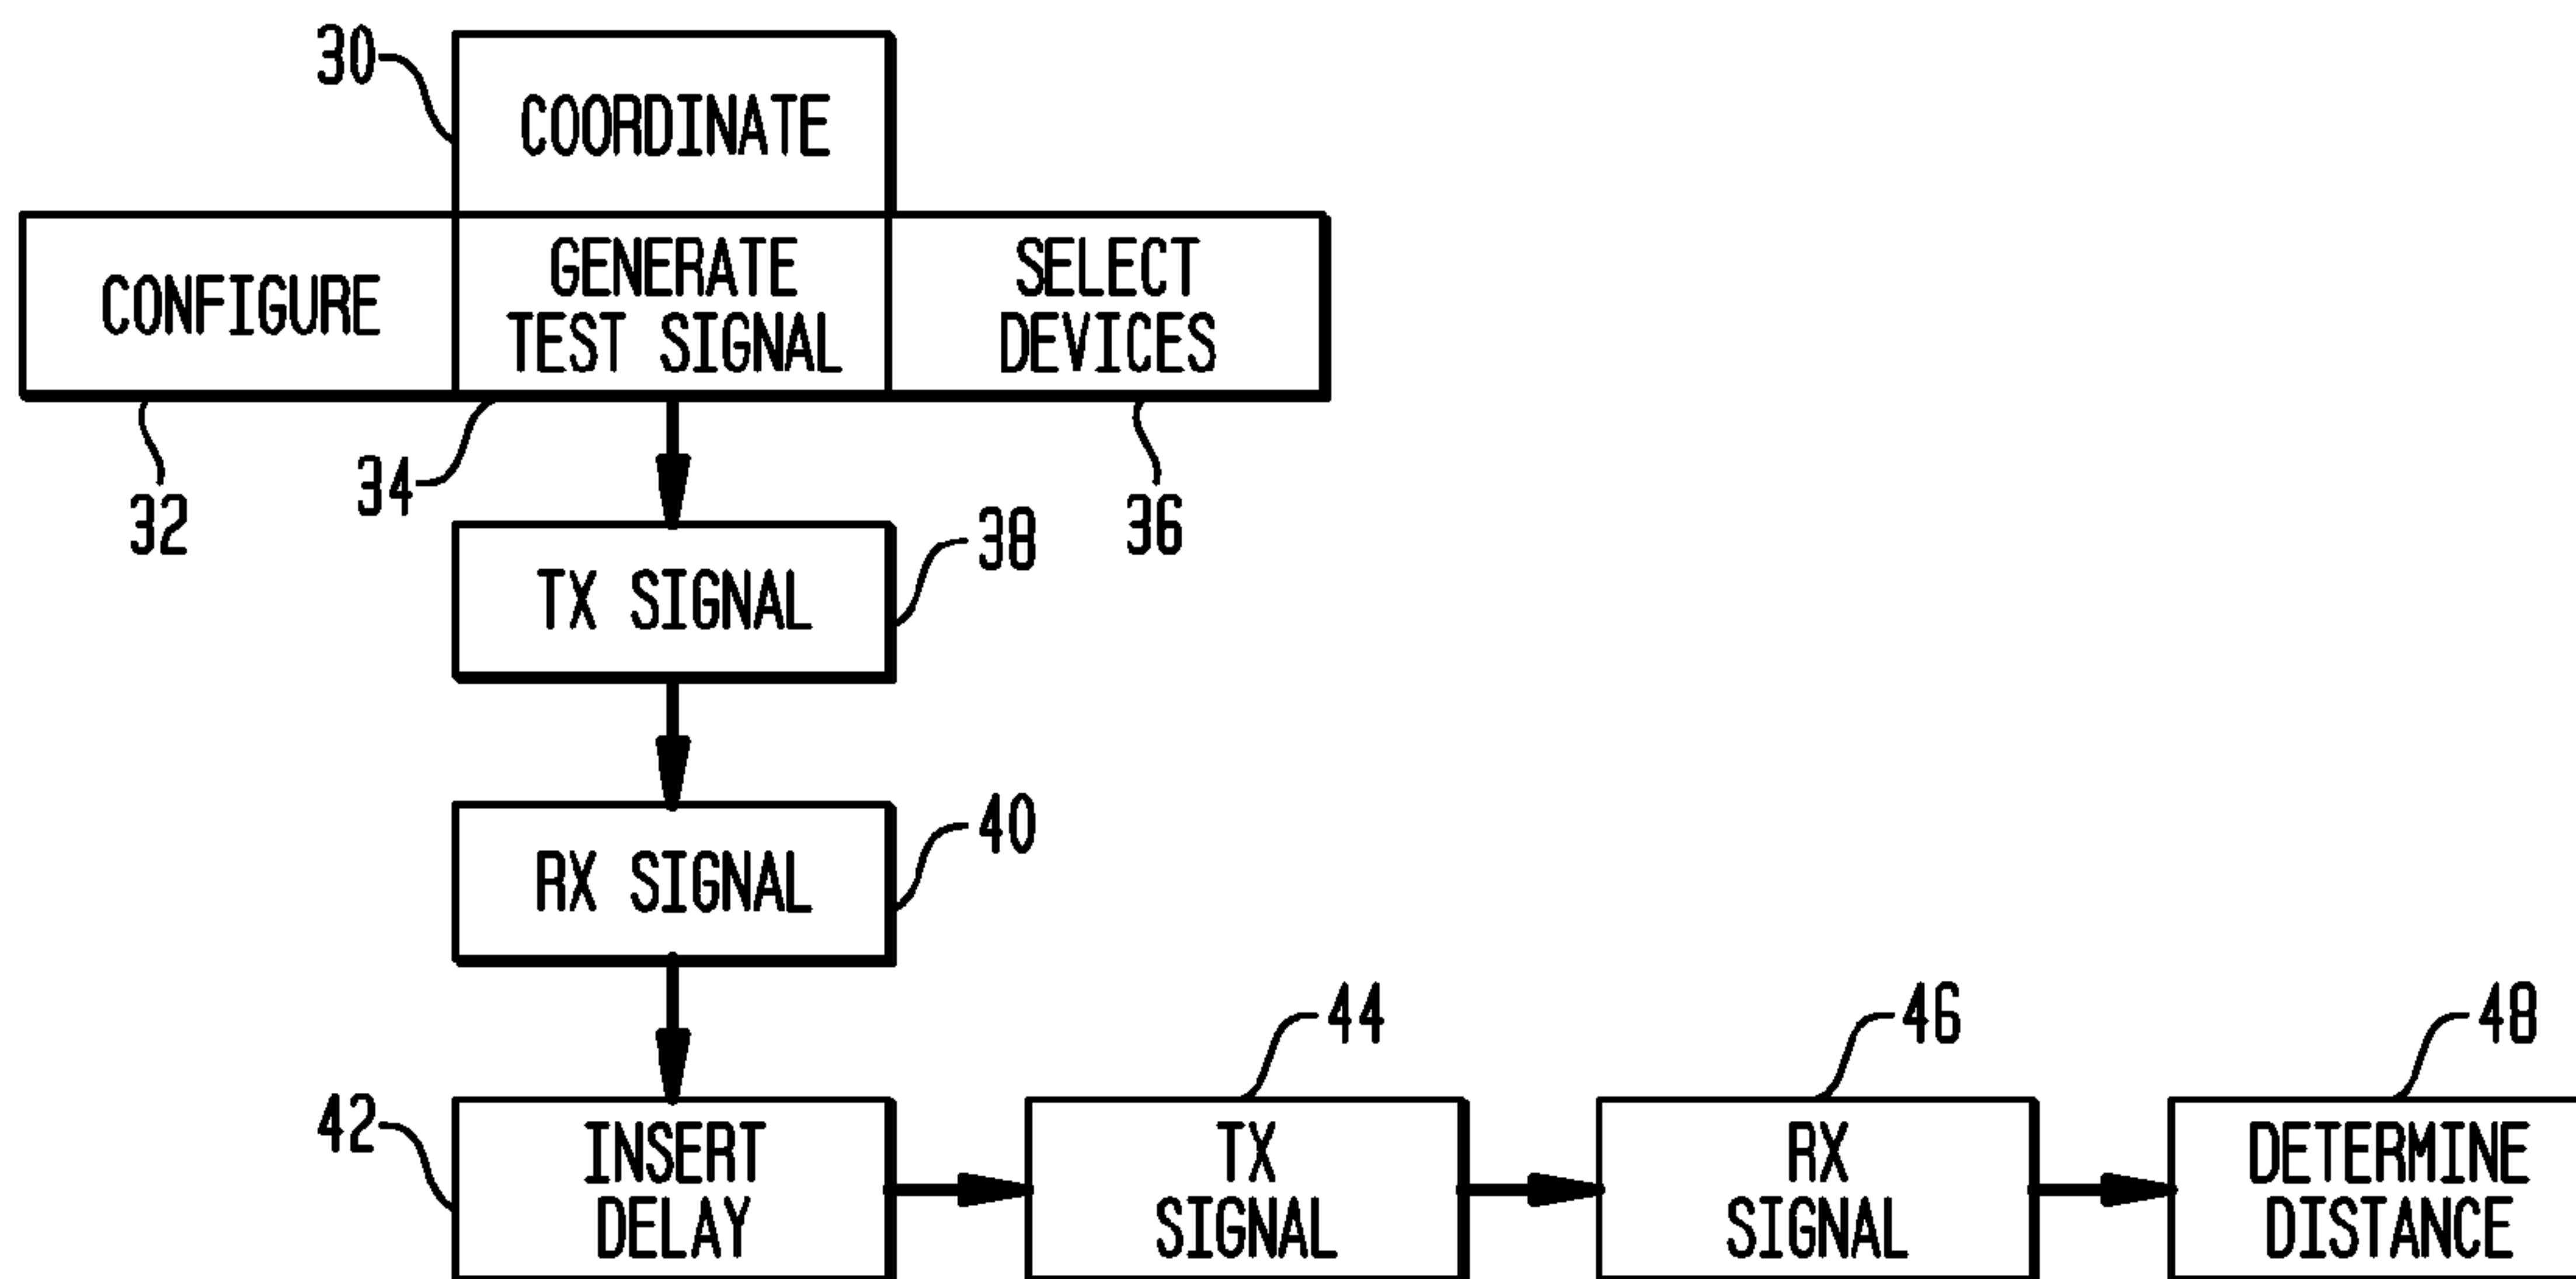 30
COORDINATE
CONFIGURE
GENERATE
TEST SIGNAL
SELECT
DEVICES
32
34
36
TX SIGNAL
38
RX SIGNAL
40
42
INSERT
DELAY
44
TX
SIGNAL
46
RX
SIGNAL
48
DETERMINE
DISTANCE